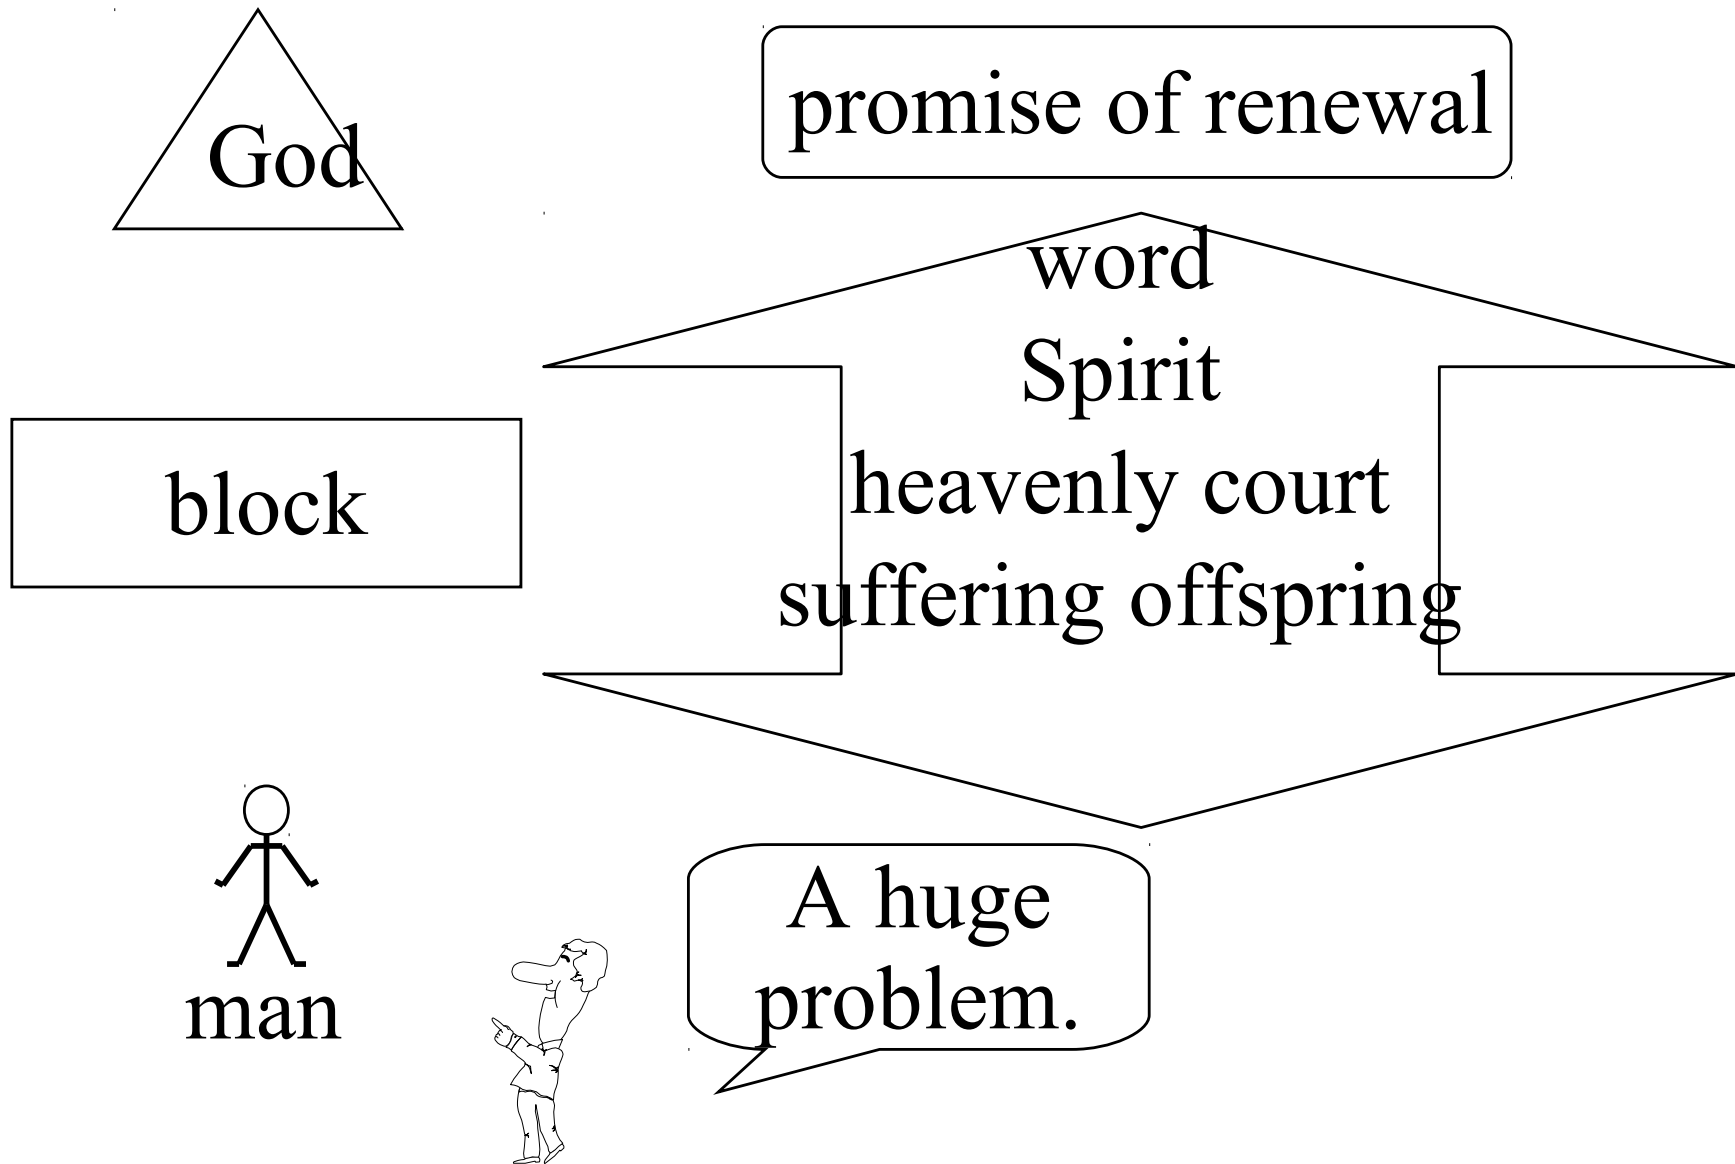 God
promise of renewal
word
Spirit
heavenly court
suffering offspring
block
man
A huge
problem.